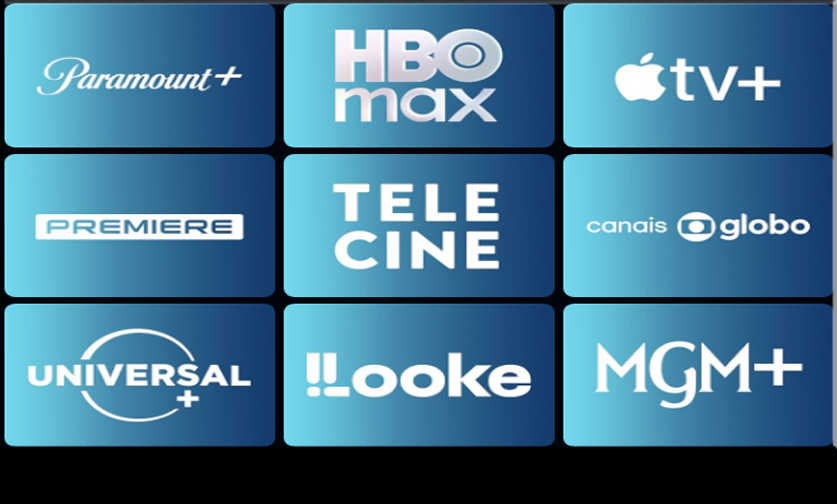 Paramount+
HBO
max
tv+
PREMIERE
TELE
CINE
canais globo
UNIVERSAL
+
Looke
MGM+